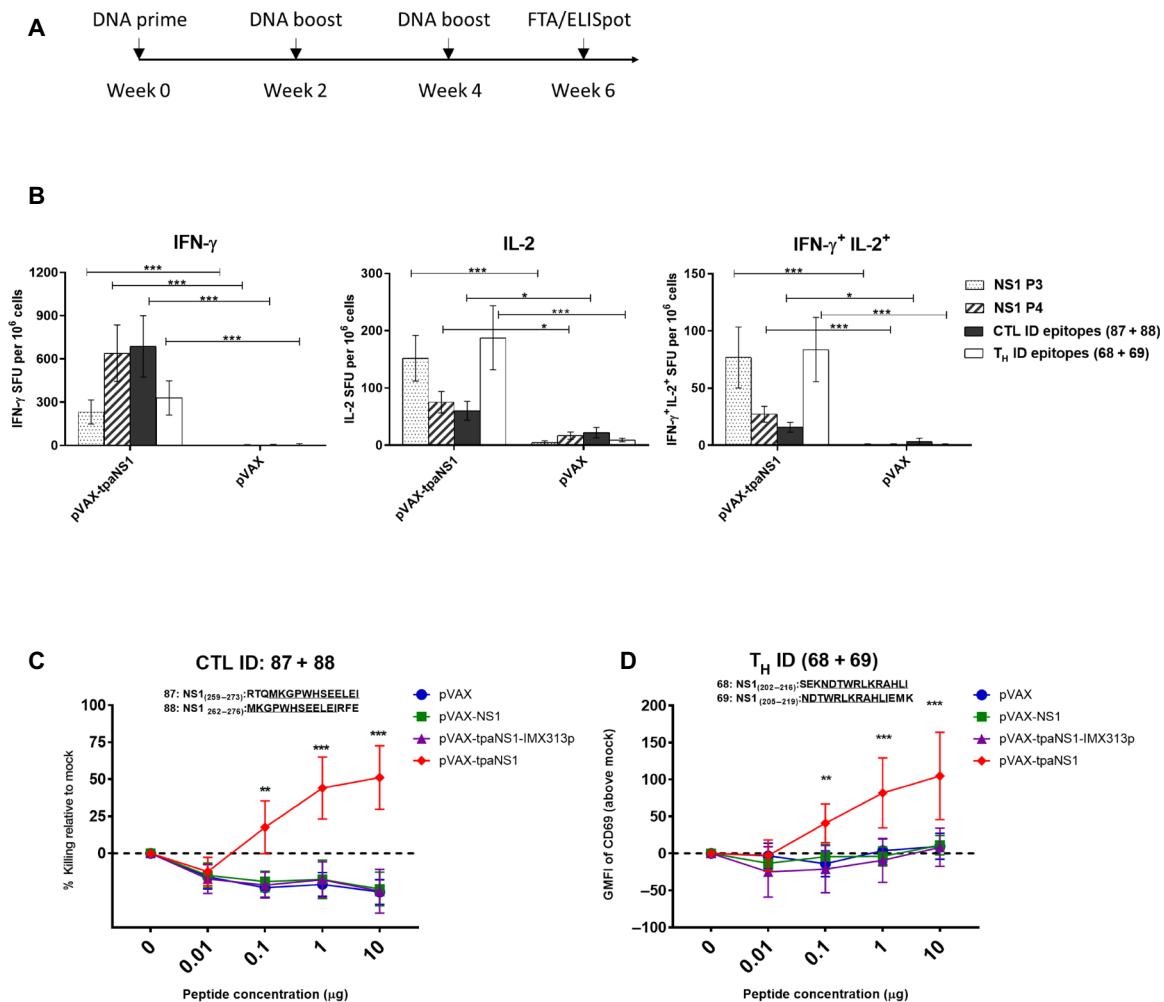 A
DNA prime DNA boost DNA boost FTA/ELISpot
Week 0 Week 2 Week 4 Week 6
B
IFN-γ
IFN-γ SFU per 10⁶ cells
1200
900
600
300
0
*** 
***
***
***
pVAX-tpaNS1
pVAX
IL-2
IL-2 SFU per 10⁶ cells
300
200
100
0
***
*
***
*
pVAX-tpaNS1
pVAX
IFN-γ⁺ IL-2⁺
IFN-γ⁺IL-2⁺ SFU per 10⁶ cells
150
100
50
0
***
*
***
***
pVAX-tpaNS1
pVAX
NS1 P3
NS1 P4
CTL ID epitopes (87 + 88)
T_H ID epitopes (68 + 69)
C
CTL ID: 87 + 88
87: NS1(259–273):RTQMKGPWHSEELEI
88: NS1 262–276):MKGPWHSEELEIRFE
% Killing relative to mock
100
75
50
25
0
**
***
***
0 0.01 0.1 1 10
Peptide concentration (μg)
pVAX
pVAX-NS1
pVAX-tpaNS1-IMX313p
pVAX-tpaNS1
D
T_H ID (68 + 69)
68: NS1(202–216):SEKNDTWRLKRAHLI
69: NS1(205–219):NDTWRLKRAHLIEMK
GMFI of CD69 (above mock)
200
150
100
50
0
–50
–100
**
***
***
0 0.01 0.1 1 10
Peptide concentration (μg)
pVAX
pVAX-NS1
pVAX-tpaNS1-IMX313p
pVAX-tpaNS1